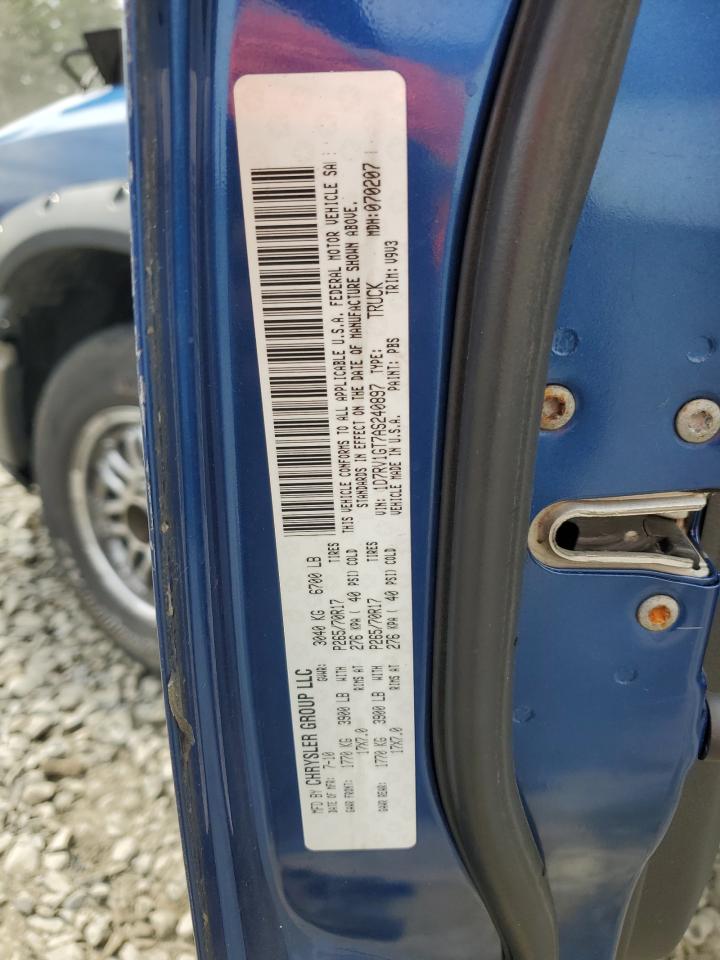 MFD BY CHRYSLER GROUP LLC
DATE OF MFR: 7-10 GVWR: 3040 KG 6700 LB
GAWR FRONT: 1770 KG 3900 LB WITH P265/70R17 TIRES
17X7.0 RIMS AT 276 KPA ( 40 PSI) COLD
GAWR REAR: 1770 KG 3900 LB WITH P265/70R17 TIRES
17X7.0 RIMS AT 276 KPA ( 40 PSI) COLD
THIS VEHICLE CONFORMS TO ALL APPLICABLE U.S.A. FEDERAL MOTOR VEHICLE SA
STANDARDS IN EFFECT ON THE DATE OF MANUFACTURE SHOWN ABOVE.
VIN: 1D7RV1GT7AS240897 TYPE: TRUCK MDH:070207
VEHICLE MADE IN U.S.A. PAINT: PBS TRIM: V9V3